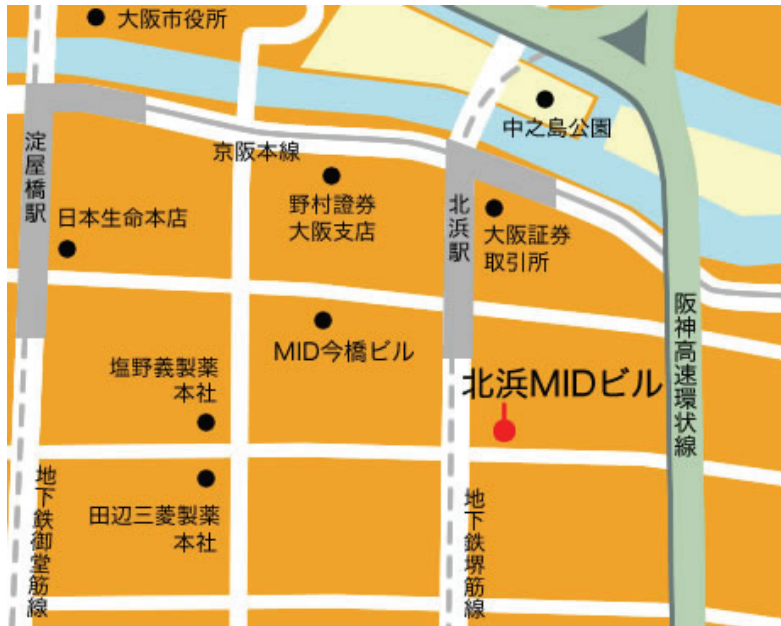 大阪市役所
中之島公園
淀屋橋駅
京阪本線
日本生命本店
野村證券
大阪支店
北浜駅
大阪証券
取引所
阪神高速環状線
MID今橋ビル
塩野義製薬
本社
北浜MIDビル
田辺三菱製薬
本社
地下鉄御堂筋線
地下鉄堺筋線